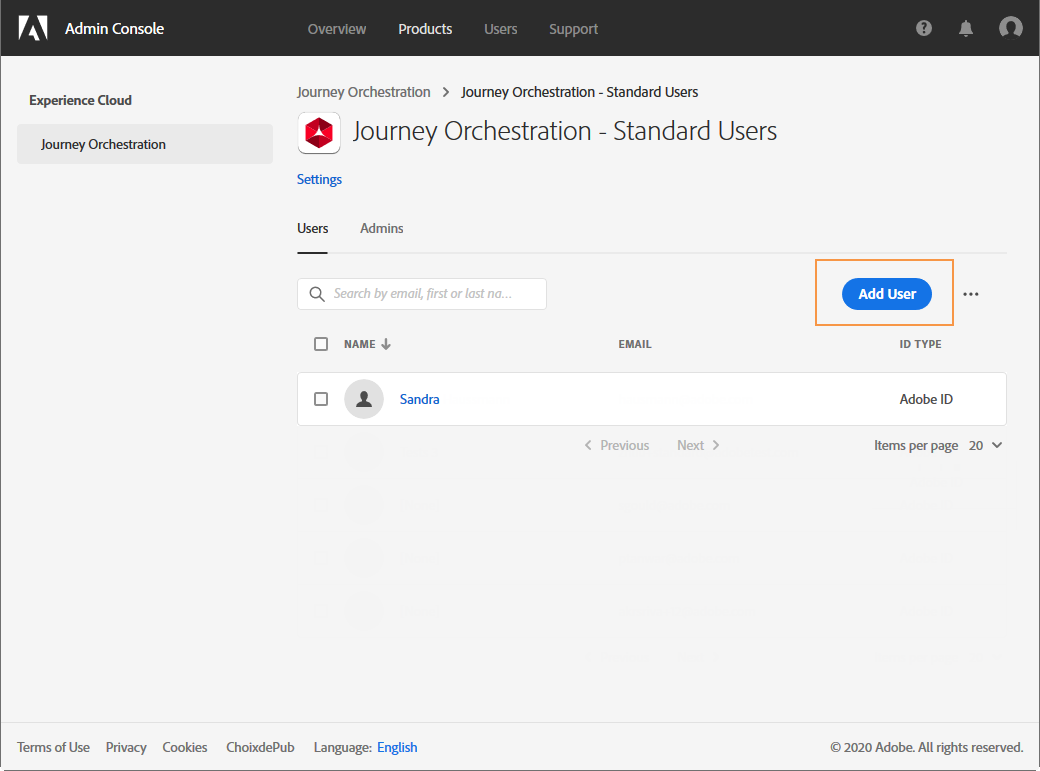 Admin Console Overview Products Users Support
Experience Cloud
Journey Orchestration
Journey Orchestration > Journey Orchestration - Standard Users
Journey Orchestration - Standard Users
Settings
Users Admins
Search by email, first or last na...
Add User
NAME EMAIL ID TYPE
Sandra Adobe ID
Previous Next Items per page 20
Terms of Use Privacy Cookies ChoixdePub Language: English © 2020 Adobe. All rights reserved.